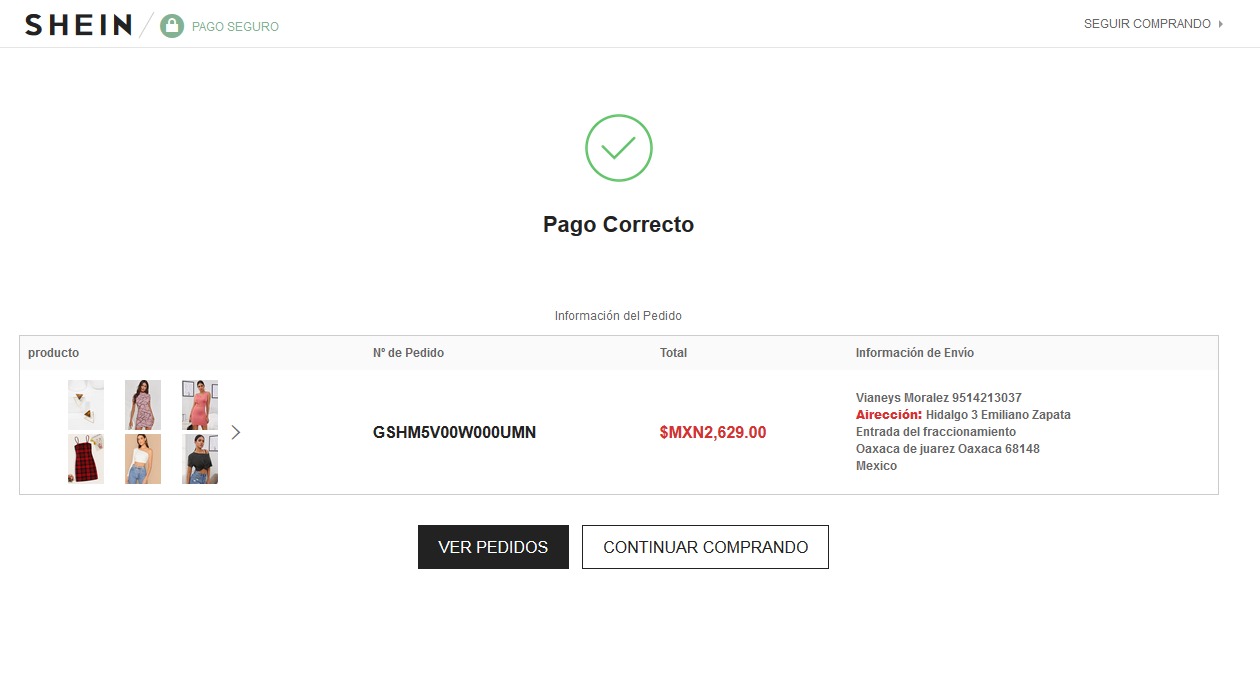 SHEIN PAGO SEGURO
SEGUIR COMPRANDO
Pago Correcto
Información del Pedido
producto Nº de Pedido Total Información de Envío
GSHM5V00W000UMN $MXN2,629.00
Vianeys Moralez 9514213037
Airección: Hidalgo 3 Emiliano Zapata
Entrada del fraccionamiento
Oaxaca de juarez Oaxaca 68148
Mexico
VER PEDIDOS CONTINUAR COMPRANDO